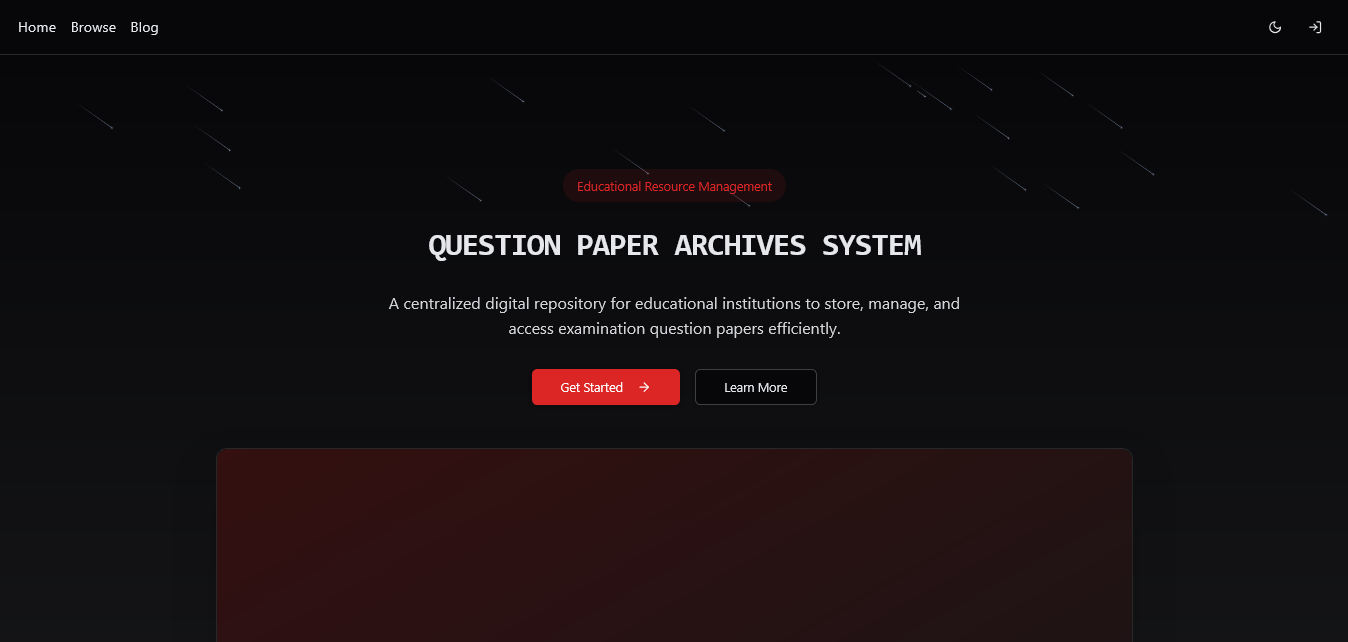 Home Browse Blog
Educational Resource Management
QUESTION PAPER ARCHIVES SYSTEM
A centralized digital repository for educational institutions to store, manage, and
access examination question papers efficiently.
Get Started Learn More